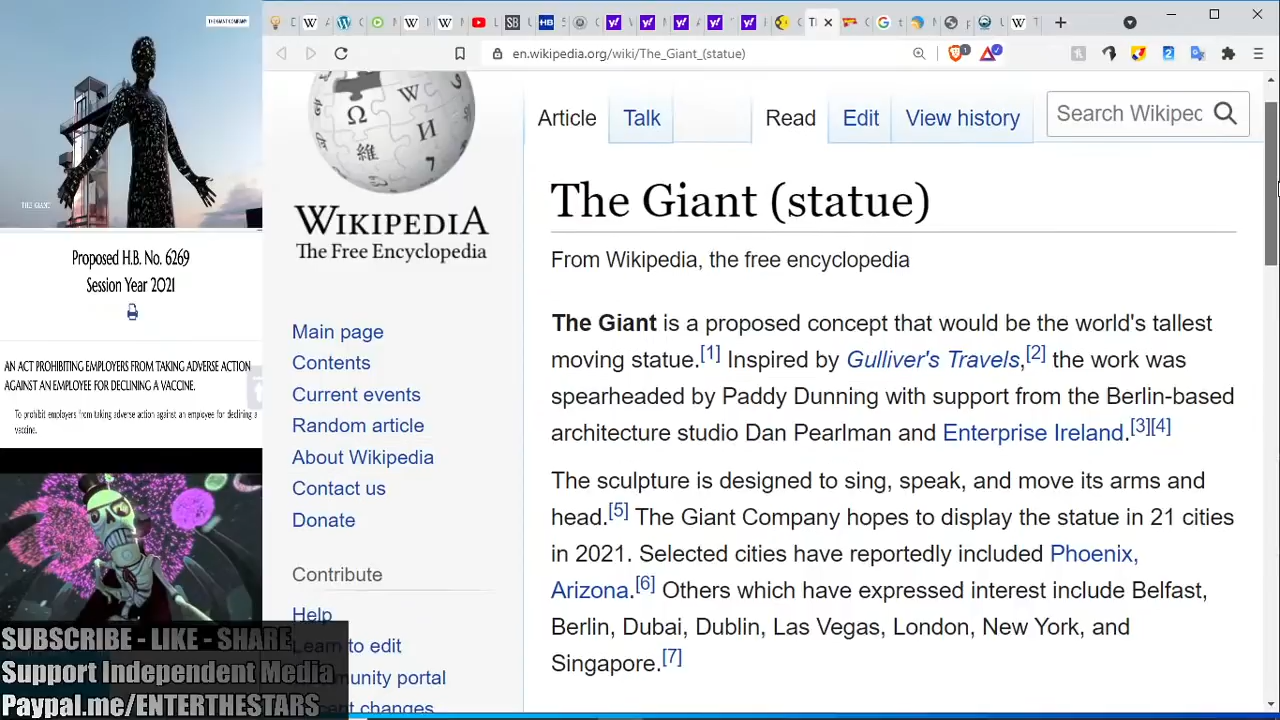 THE GIANT COMPANY
THE GIANT
Proposed H.B. No. 6269
Session Year 2021
AN ACT PROHIBITING EMPLOYERS FROM TAKING ADVERSE ACTION
AGAINST AN EMPLOYEE FOR DECLINING A VACCINE.
To prohibit employers from taking adverse action against an employee for declining a
vaccine.
SUBSCRIBE - LIKE - SHARE
Support Independent Media
Paypal.me/ENTERTHESTARS
en.wikipedia.org/wiki/The_Giant_(statue)
WIKIPEDIA
The Free Encyclopedia
Main page
Contents
Current events
Random article
About Wikipedia
Contact us
Donate
Contribute
Help
Learn to edit
munity portal
cent changes
Article Talk Read Edit View history Search Wikipec
The Giant (statue)
From Wikipedia, the free encyclopedia
The Giant is a proposed concept that would be the world's tallest
moving statue.[1] Inspired by Gulliver's Travels,[2] the work was
spearheaded by Paddy Dunning with support from the Berlin-based
architecture studio Dan Pearlman and Enterprise Ireland.[3][4]
The sculpture is designed to sing, speak, and move its arms and
head.[5] The Giant Company hopes to display the statue in 21 cities
in 2021. Selected cities have reportedly included Phoenix,
Arizona.[6] Others which have expressed interest include Belfast,
Berlin, Dubai, Dublin, Las Vegas, London, New York, and
Singapore.[7]